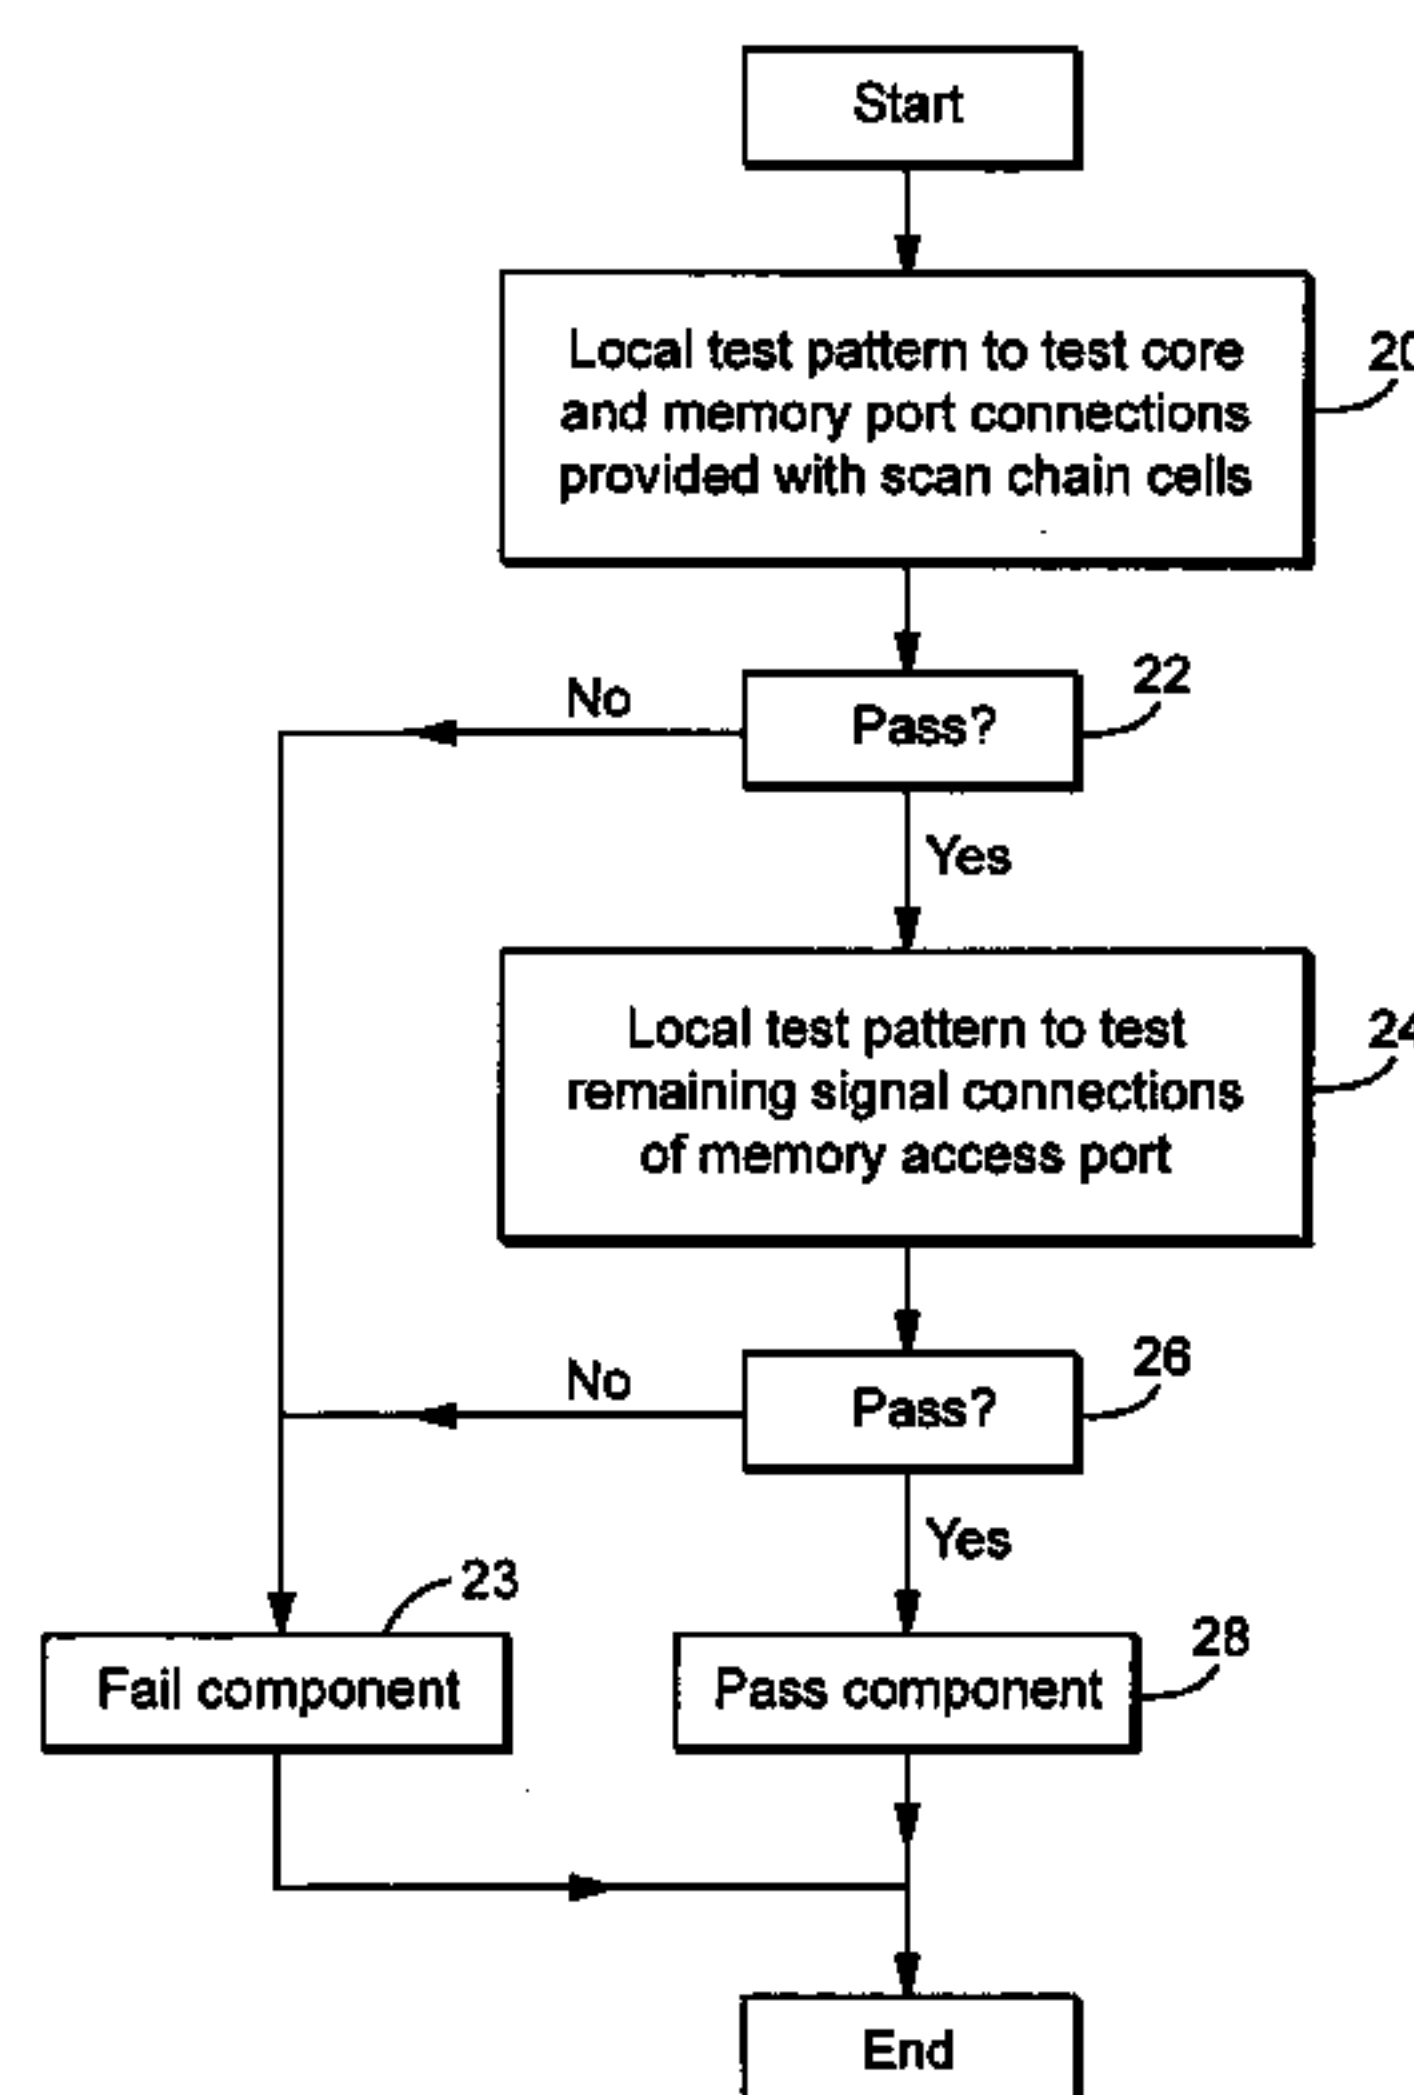 Start
Local test pattern to test core
and memory port connections
provided with scan chain cells
20
No
Pass?
22
Yes
Local test pattern to test
remaining signal connections
of memory access port
24
No
Pass?
26
Yes
23
Fail component
Pass component
28
End